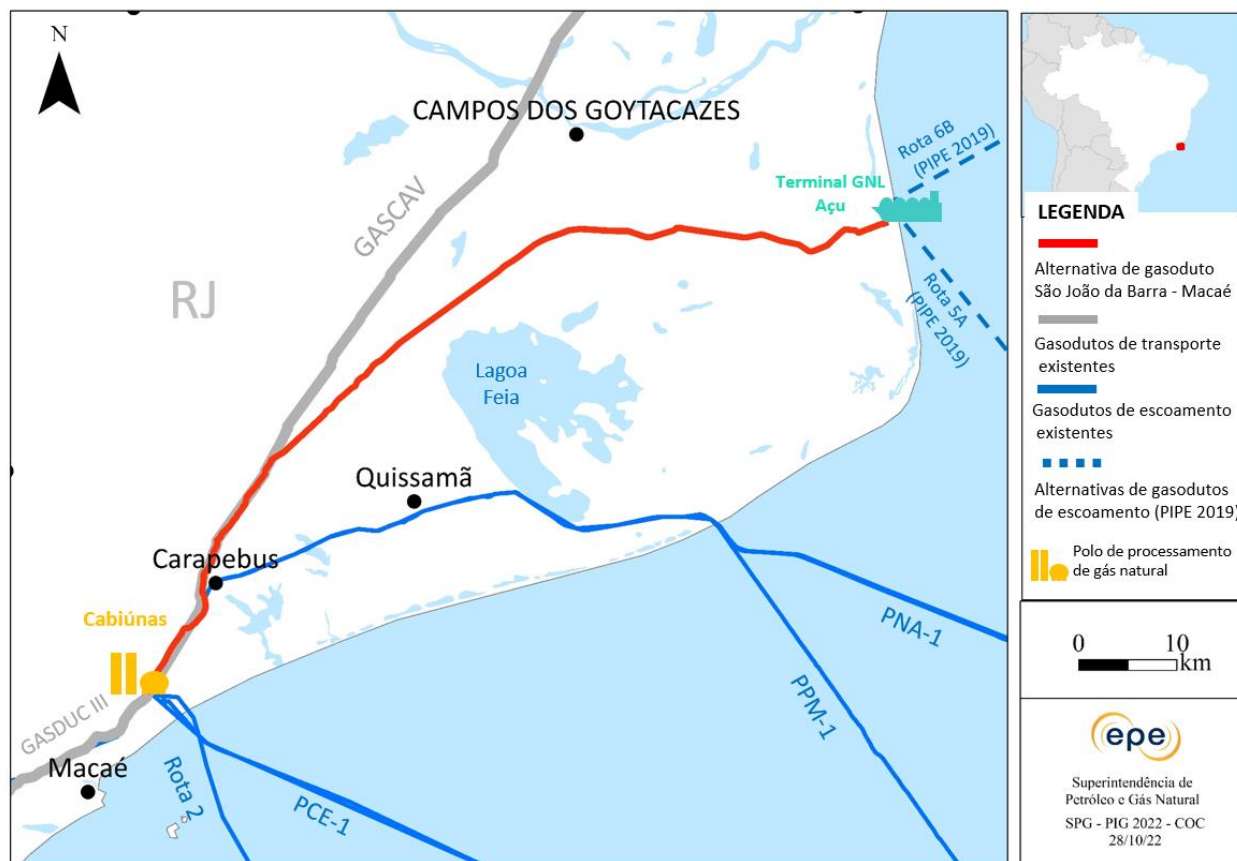 N
CAMPOS DOS GOYTACAZES
GASCAV
RJ
Terminal GNL
Açu
Rota 6B
(PIPE 2019)
Rota 5A
(PIPE 2019)
Lagoa
Feia
Quissamã
Carapebus
Cabiúnas
GASDUC III
Macaé
Rota 2
PCE-1
PPM-1
PNA-1
LEGENDA
Alternativa de gasoduto
São João da Barra - Macaé
Gasodutos de transporte
existentes
Gasodutos de escoamento
existentes
Alternativas de gasodutos
de escoamento (PIPE 2019)
Polo de processamento
de gás natural
0 10
km
epe
Superintendência de
Petróleo e Gás Natural
SPG - PIG 2022 - COC
28/10/22